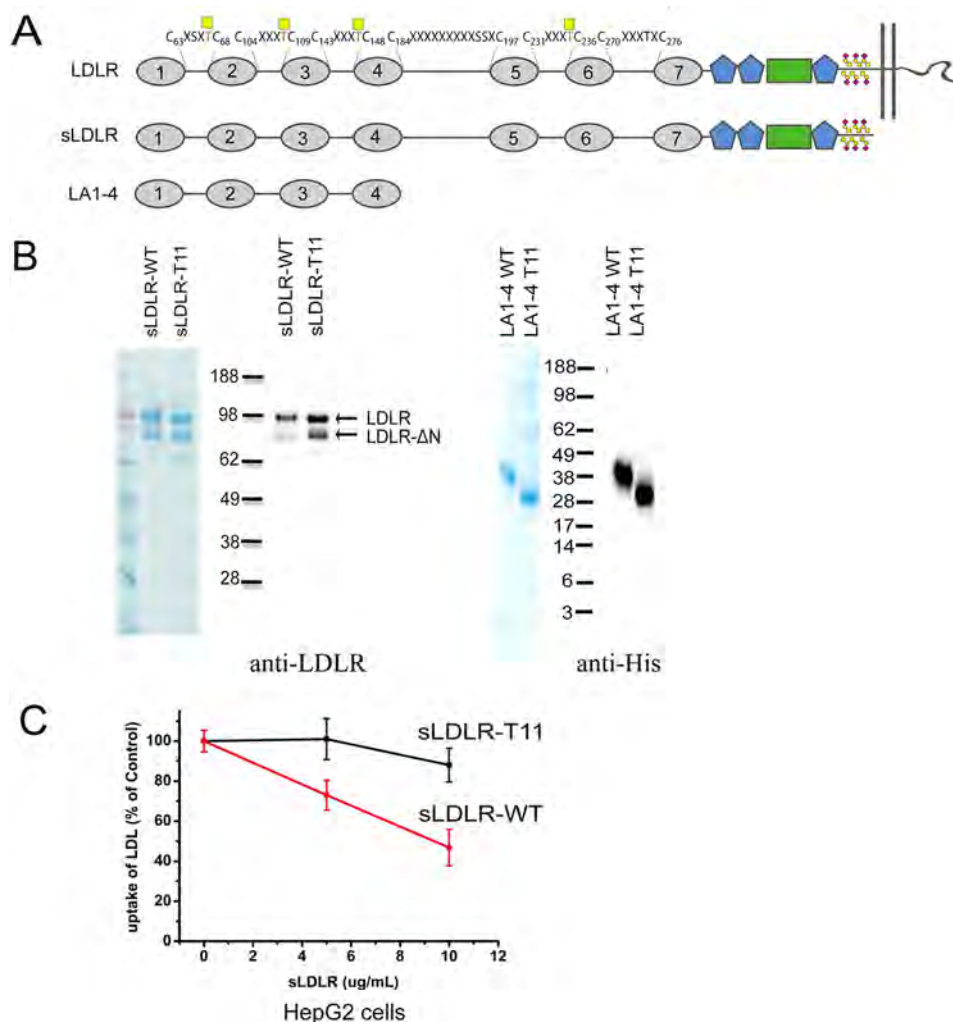 A
C63XSXTC68 C104XXXTC109C143XXXTC148 C184XXXXXXXXXSSXC197 C231XXXTC236C270XXXTXC276
LDLR 1 2 3 4 5 6 7
sLDLR 1 2 3 4 5 6 7
LA1-4 1 2 3 4
B
sLDLR-WT
sLDLR-T11
sLDLR-WT
sLDLR-T11
LA1-4 WT
LA1-4 T11
LA1-4 WT
LA1-4 T11
188
98
62
49
38
28
LDLR
LDLR-ΔN
188
98
62
49
38
28
17
14
6
3
anti-LDLR
anti-His
C
uptake of LDL (% of Control)
100
80
60
40
20
0
sLDLR-T11
sLDLR-WT
0 2 4 6 8 10 12
sLDLR (ug/mL)
HepG2 cells